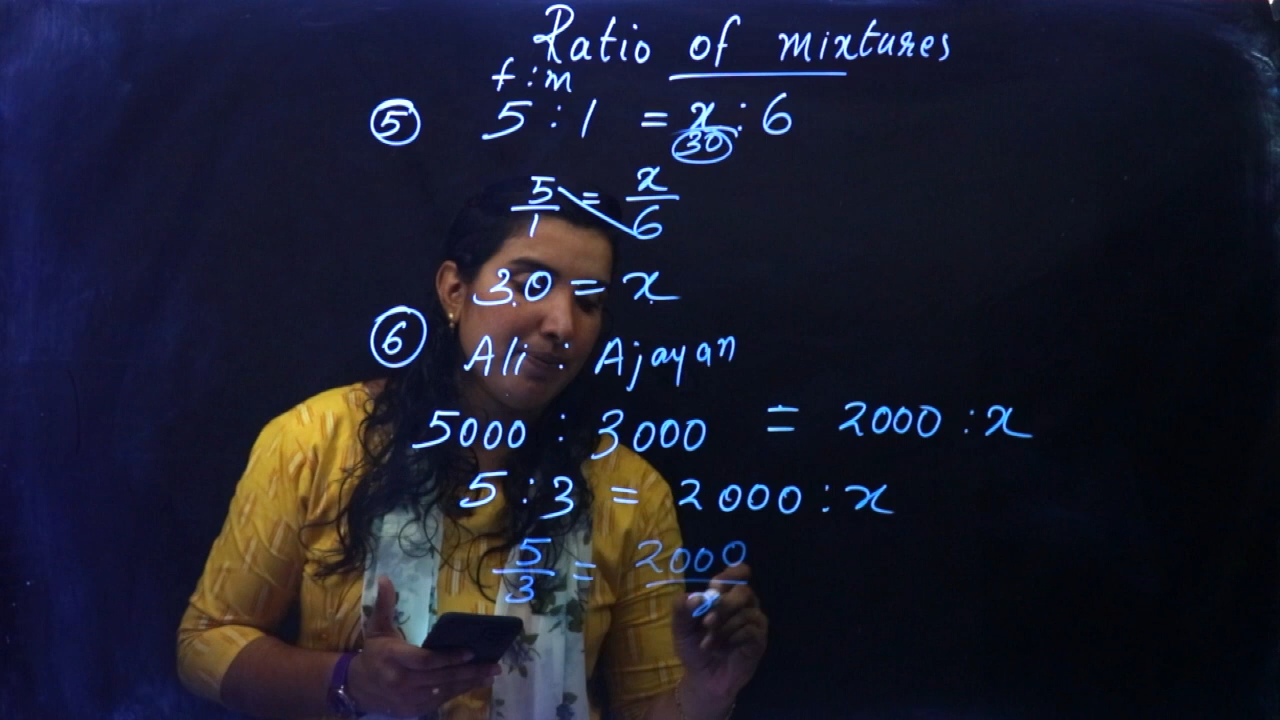 Ratio of mixtures
f : m
⑤ 5 : 1 = x : 6
30
5/1 = x/6
30 = x
⑥ Ali : Ajayan
5000 : 3000 = 2000 : x
5 : 3 = 2000 : x
5/3 = 2000/